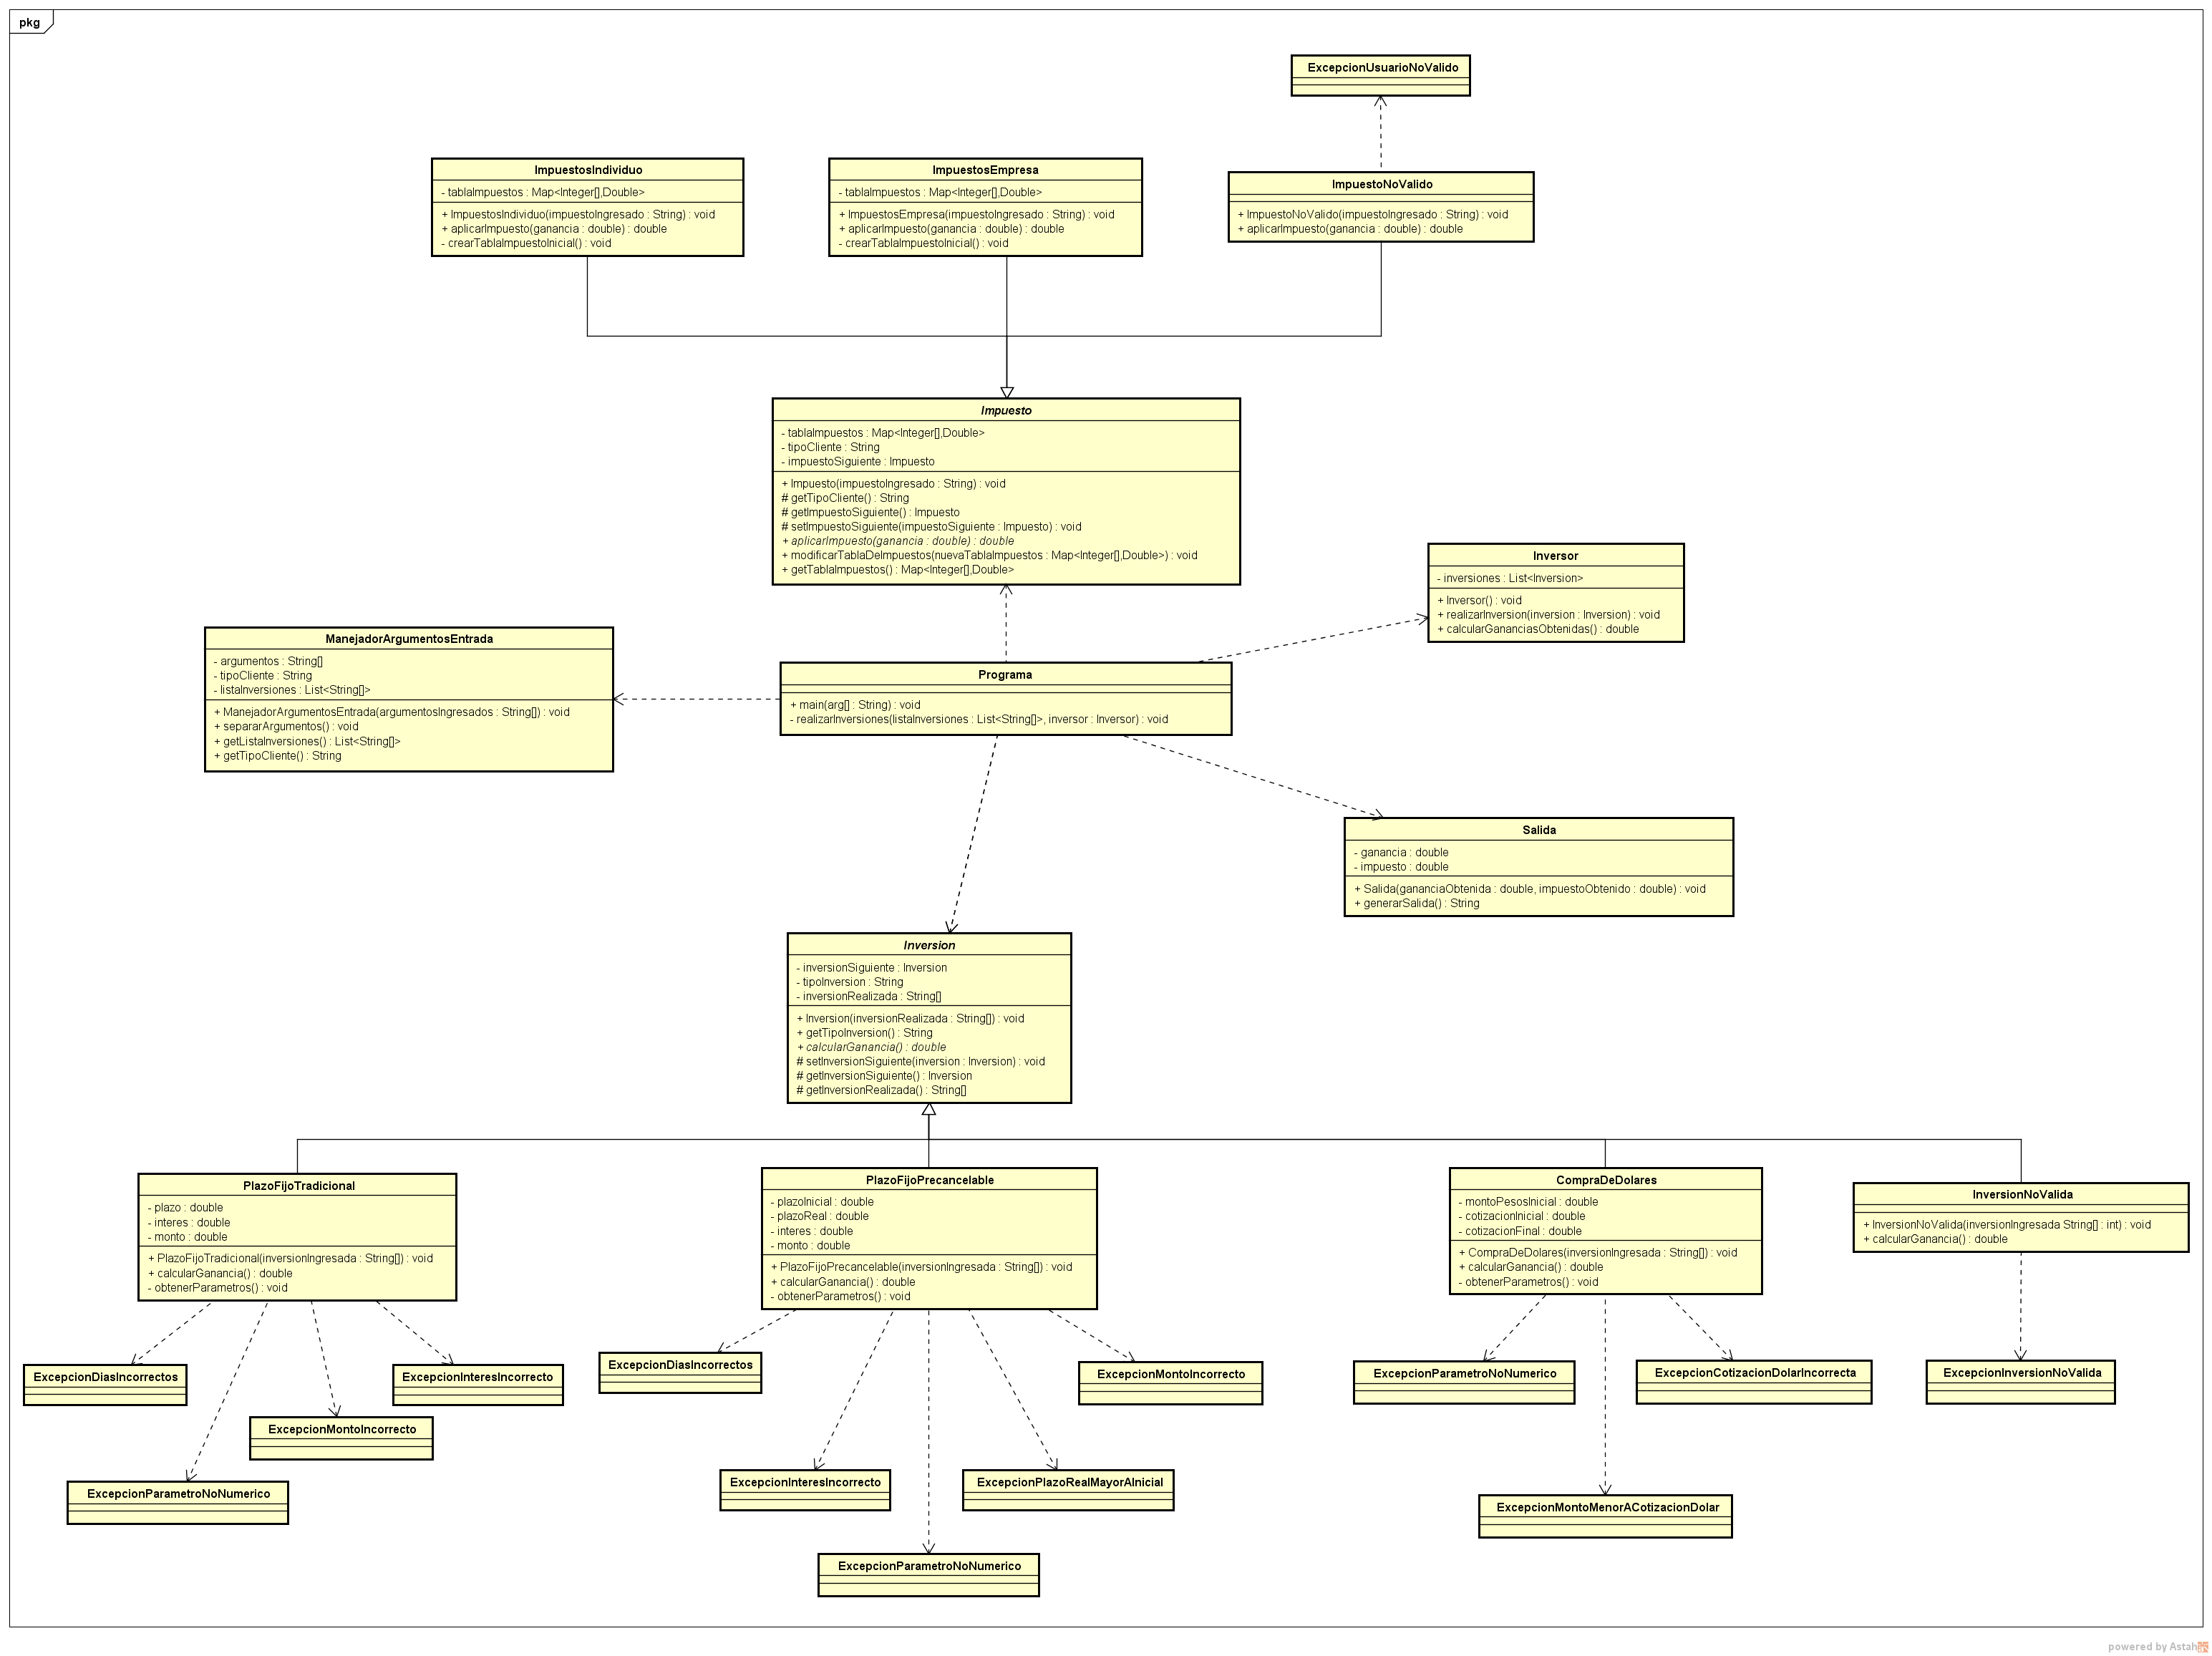 pkg
ExcepcionUsuarioNoValido
ImpuestosIndividuo
- tablaImpuestos : Map<Integer[],Double>
+ ImpuestosIndividuo(impuestoIngresado : String) : void
+ aplicarImpuesto(ganancia : double) : double
- crearTablaImpuestoInicial() : void
ImpuestosEmpresa
- tablaImpuestos : Map<Integer[],Double>
+ ImpuestosEmpresa(impuestoIngresado : String) : void
+ aplicarImpuesto(ganancia : double) : double
- crearTablaImpuestoInicial() : void
ImpuestoNoValido
+ ImpuestoNoValido(impuestoIngresado : String) : void
+ aplicarImpuesto(ganancia : double) : double
Impuesto
- tablaImpuestos : Map<Integer[],Double>
- tipoCliente : String
- impuestoSiguiente : Impuesto
+ Impuesto(impuestoIngresado : String) : void
# getTipoCliente() : String
# getImpuestoSiguiente() : Impuesto
# setImpuestoSiguiente(impuestoSiguiente : Impuesto) : void
+ aplicarImpuesto(ganancia : double) : double
+ modificarTablaDeImpuestos(nuevaTablaImpuestos : Map<Integer[],Double>) : void
+ getTablaImpuestos() : Map<Integer[],Double>
Inversor
- inversiones : List<Inversion>
+ Inversor() : void
+ realizarInversion(inversion : Inversion) : void
+ calcularGananciasObtenidas() : double
ManejadorArgumentosEntrada
- argumentos : String[]
- tipoCliente : String
- listaInversiones : List<String[]>
+ ManejadorArgumentosEntrada(argumentosIngresados : String[]) : void
+ separarArgumentos() : void
+ getListaInversiones() : List<String[]>
+ getTipoCliente() : String
Programa
+ main(arg[] : String) : void
- realizarInversiones(listaInversiones : List<String[]>, inversor : Inversor) : void
Salida
- ganancia : double
- impuesto : double
+ Salida(gananciaObtenida : double, impuestoObtenido : double) : void
+ generarSalida() : String
Inversion
- inversionSiguiente : Inversion
- tipoInversion : String
- inversionRealizada : String[]
+ Inversion(inversionRealizada : String[]) : void
+ getTipoInversion() : String
+ calcularGanancia() : double
# setInversionSiguiente(inversion : Inversion) : void
# getInversionSiguiente() : Inversion
# getInversionRealizada() : String[]
PlazoFijoTradicional
- plazo : double
- interes : double
- monto : double
+ PlazoFijoTradicional(inversionIngresada : String[]) : void
+ calcularGanancia() : double
- obtenerParametros() : void
PlazoFijoPrecancelable
- plazoInicial : double
- plazoReal : double
- interes : double
- monto : double
+ PlazoFijoPrecancelable(inversionIngresada : String[]) : void
+ calcularGanancia() : double
- obtenerParametros() : void
CompraDeDolares
- montoPesosInicial : double
- cotizacionInicial : double
- cotizacionFinal : double
+ CompraDeDolares(inversionIngresada : String[]) : void
+ calcularGanancia() : double
- obtenerParametros() : void
InversionNoValida
+ InversionNoValida(inversionIngresada String[] : int) : void
+ calcularGanancia() : double
ExcepcionDiasIncorrectos
ExcepcionInteresIncorrecto
ExcepcionMontoIncorrecto
ExcepcionParametroNoNumerico
ExcepcionDiasIncorrectos
ExcepcionMontoIncorrecto
ExcepcionInteresIncorrecto
ExcepcionPlazoRealMayorAInicial
ExcepcionParametroNoNumerico
ExcepcionParametroNoNumerico
ExcepcionCotizacionDolarIncorrecta
ExcepcionMontoMenorACotizacionDolar
ExcepcionInversionNoValida
powered by Astah